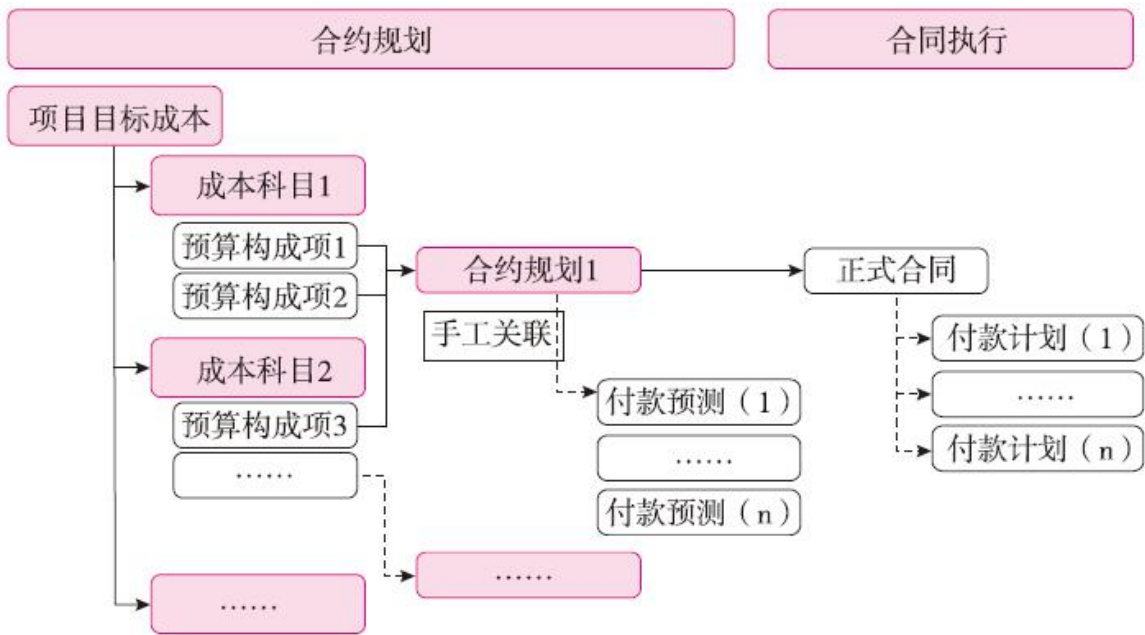 合约规划
合同执行
项目目标成本
成本科目1
预算构成项1
合约规划1
正式合同
预算构成项2
手工关联
付款计划（1）
成本科目2
付款预测（1）
……
预算构成项3
付款计划（n）
……
……
付款预测（n）
……
……